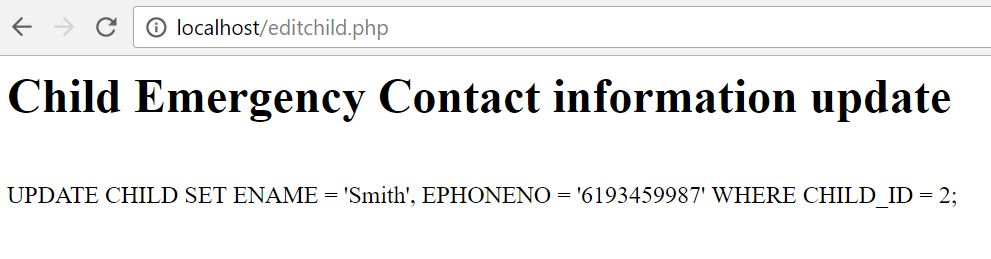 localhost/editchild.php
Child Emergency Contact information update
UPDATE CHILD SET ENAME = 'Smith', EPHONENO = '6193459987' WHERE CHILD_ID = 2;